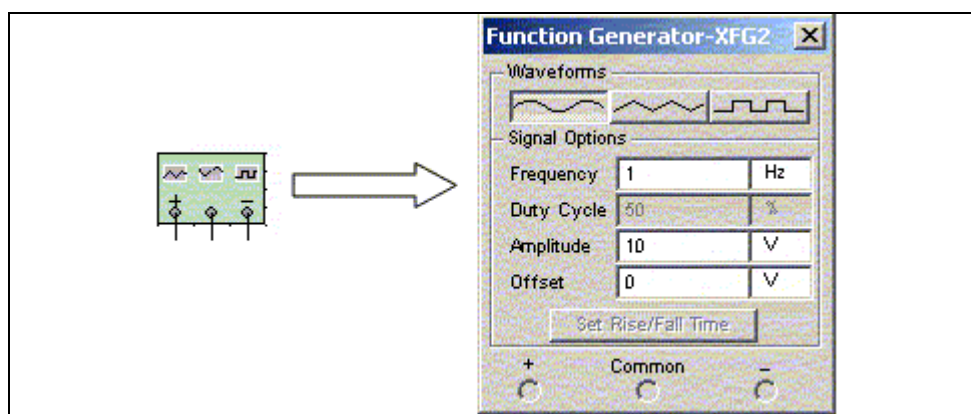 Function Generator-XFG2
Waveforms
Signal Options
Frequency 1 Hz
Duty Cycle 50 %
Amplitude 10 V
Offset 0 V
Set Rise/Fall Time
+ Common −
+ −